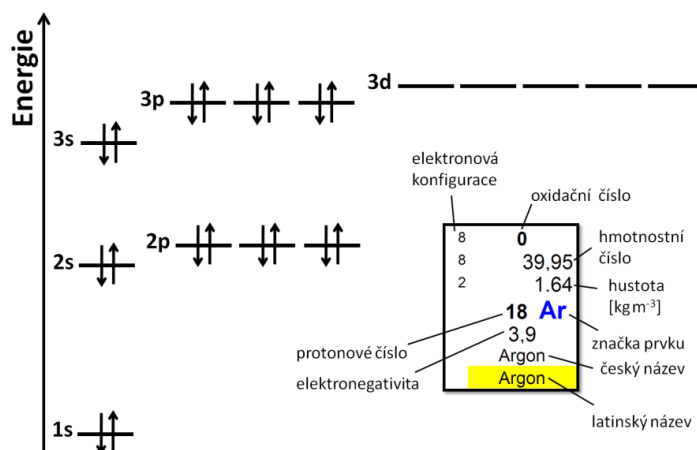 Energie
3d
3p
3s
2p
2s
1s
elektronová
konfigurace
oxidační číslo
hmotnostní
číslo
hustota
[kgm⁻³]
značka prvku
český název
latinský název
protonové číslo
elektronegativita
8 0
8 39,95
2 1.64
18 Ar
3,9
Argon
Argon